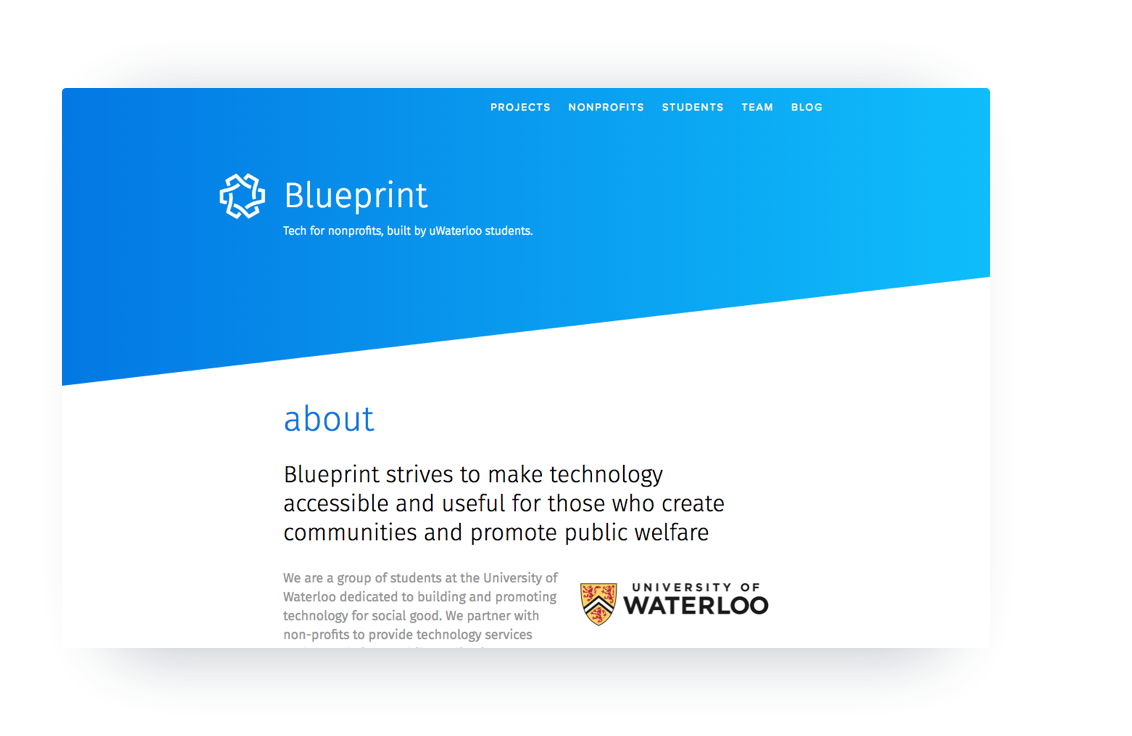 PROJECTS NONPROFITS STUDENTS TEAM BLOG
Blueprint
Tech for nonprofits, built by uWaterloo students.
about
Blueprint strives to make technology
accessible and useful for those who create
communities and promote public welfare
We are a group of students at the University of
Waterloo dedicated to building and promoting
technology for social good. We partner with
non-profits to provide technology services
UNIVERSITY OF
WATERLOO